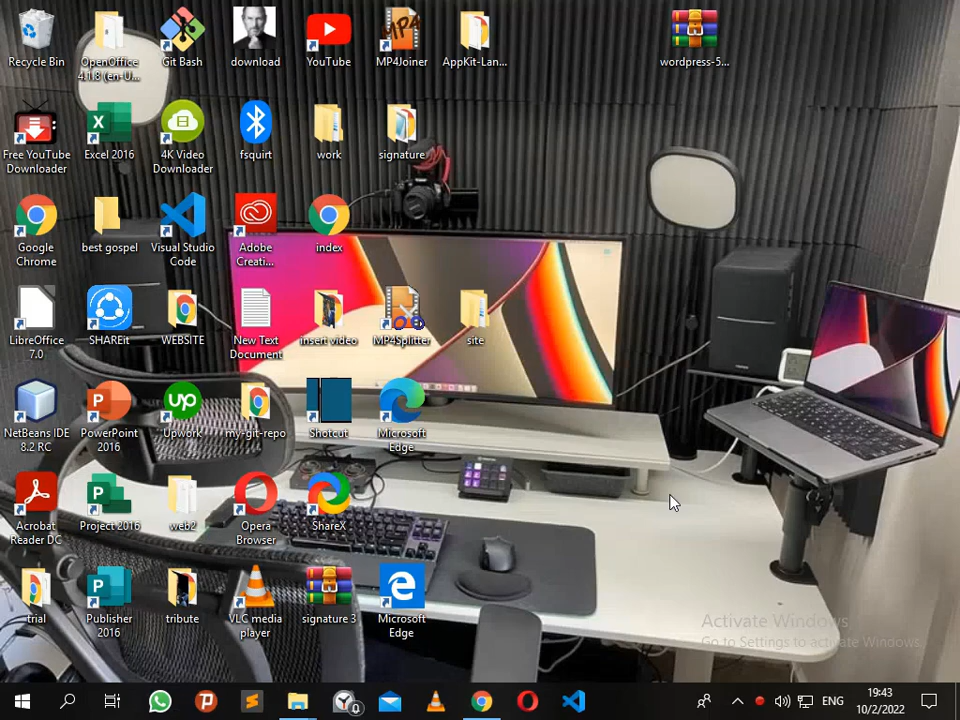 Recycle Bin
OpenOffice
4.1.8 (en-U...
Git Bash
download
YouTube
MP4Joiner
AppKit-Lan...
wordpress-5...
Free YouTube
Downloader
Excel 2016
4K Video
Downloader
fsquirt
work
signature
Google
Chrome
best gospel
Visual Studio
Code
Adobe
Creati...
index
LibreOffice
7.0
SHAREit
WEBSITE
New Text
Document
insert video
MP4Splitter
site
NetBeans IDE
8.2 RC
PowerPoint
2016
Upwork
my-git-repo
Shotcut
Microsoft
Edge
Acrobat
Reader DC
Project 2016
web2
Opera
Browser
ShareX
trial
Publisher
2016
tribute
VLC media
player
signature 3
Microsoft
Edge
Activate Windows
Go to Settings to activate Windows.
ENG
19:43
10/2/2022